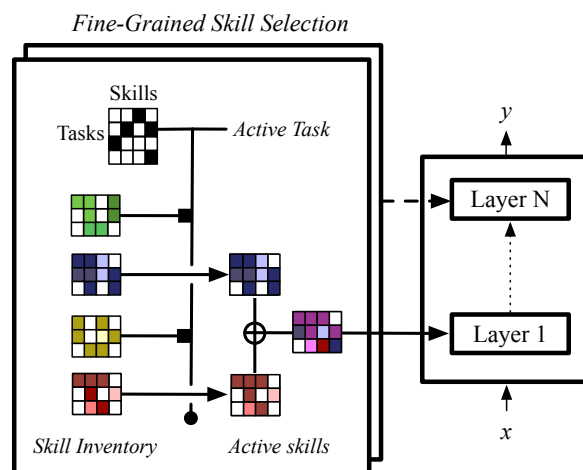 Fine-Grained Skill Selection
Skills
Tasks
Active Task
y
Layer N
Layer 1
x
Skill Inventory
Active skills